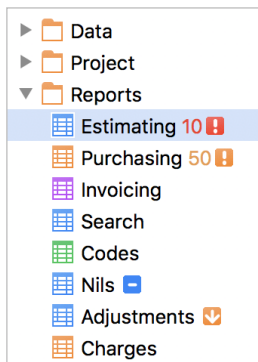 Data
Project
Reports
Estimating 10 !
Purchasing 50 !
Invoicing
Search
Codes
Nils
Adjustments
Charges